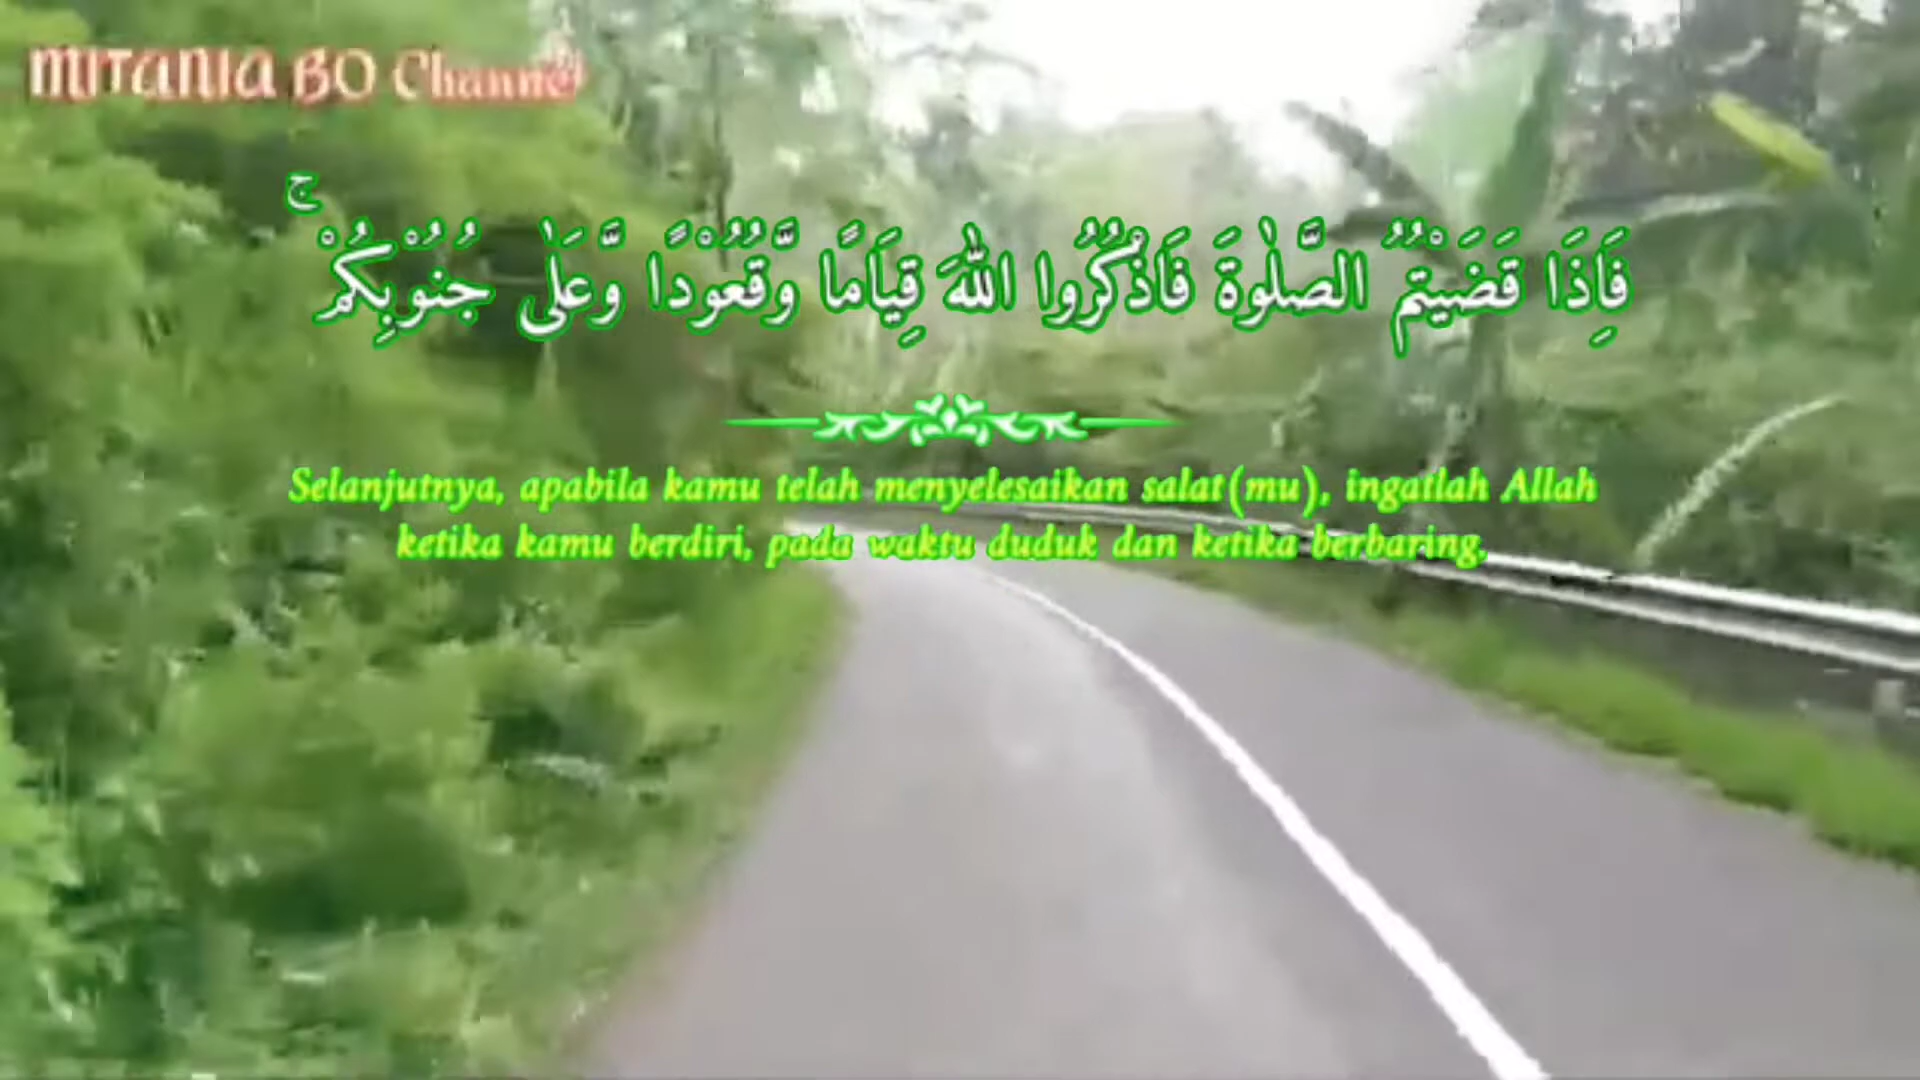 MITANIA BO Channel
فَاِذَا قَضَيْتُمُ الصَّلٰوةَ فَاذْكُرُوا اللّٰهَ قِيَامًا وَّقُعُوْدًا وَّعَلٰى جُنُوْبِكُمْ ۚ
Selanjutnya, apabila kamu telah menyelesaikan salat(mu), ingatlah Allah
ketika kamu berdiri, pada waktu duduk dan ketika berbaring.